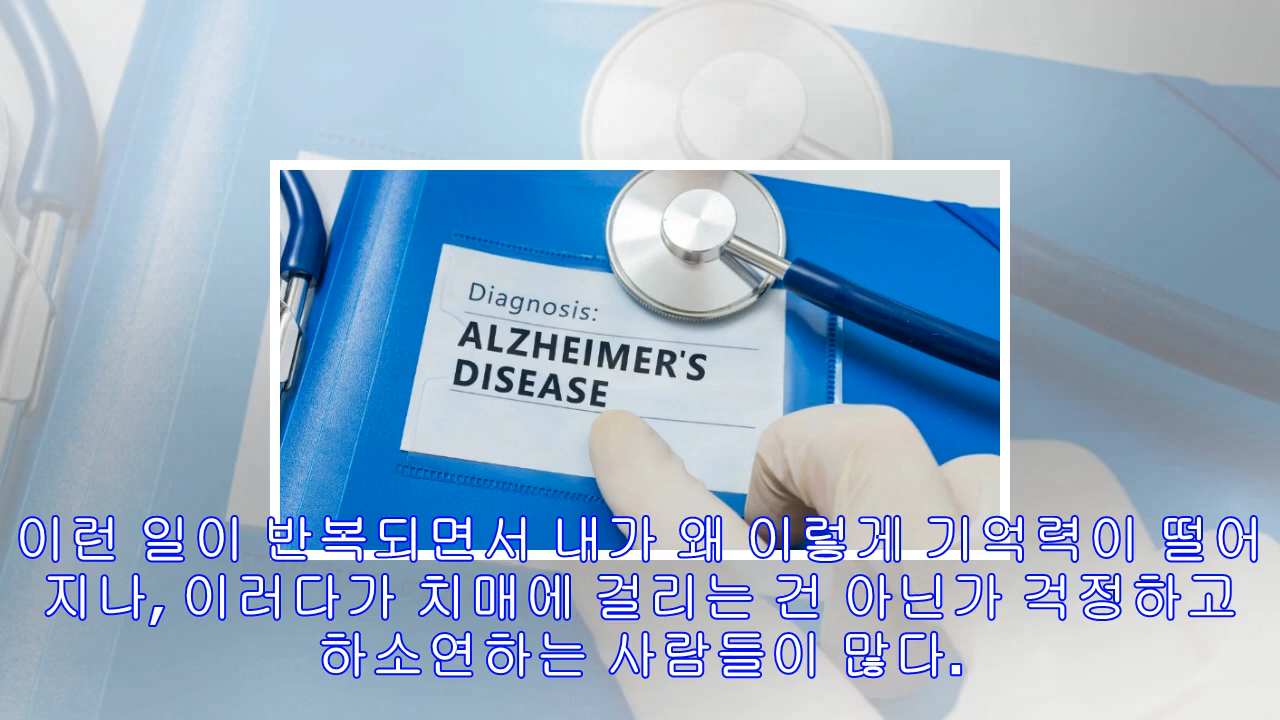 Diagnosis:
ALZHEIMER'S
DISEASE
이런 일이 반복되면서 내가 왜 이렇게 기억력이 떨어
지나, 이러다가 치매에 걸리는 건 아닌가 걱정하고
하소연하는 사람들이 많다.